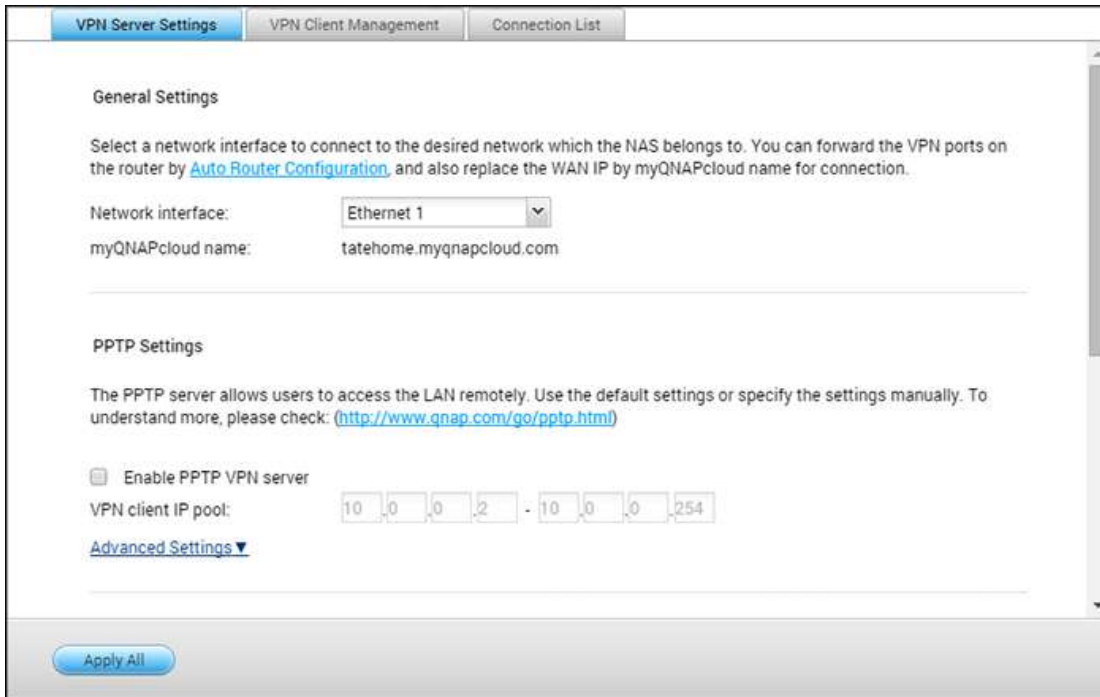 VPN Server Settings
VPN Client Management
Connection List
General Settings
Select a network interface to connect to the desired network which the NAS belongs to. You can forward the VPN ports on
the router by Auto Router Configuration, and also replace the WAN IP by myQNAPcloud name for connection.
Network interface: Ethernet 1
myQNAPcloud name: tatehome.myqnapcloud.com
PPTP Settings
The PPTP server allows users to access the LAN remotely. Use the default settings or specify the settings manually. To
understand more, please check: (http://www.qnap.com/go/pptp.html)
Enable PPTP VPN server
VPN client IP pool: 10 .0 .0 .2 - 10 .0 .0 .254
Advanced Settings▼
Apply All